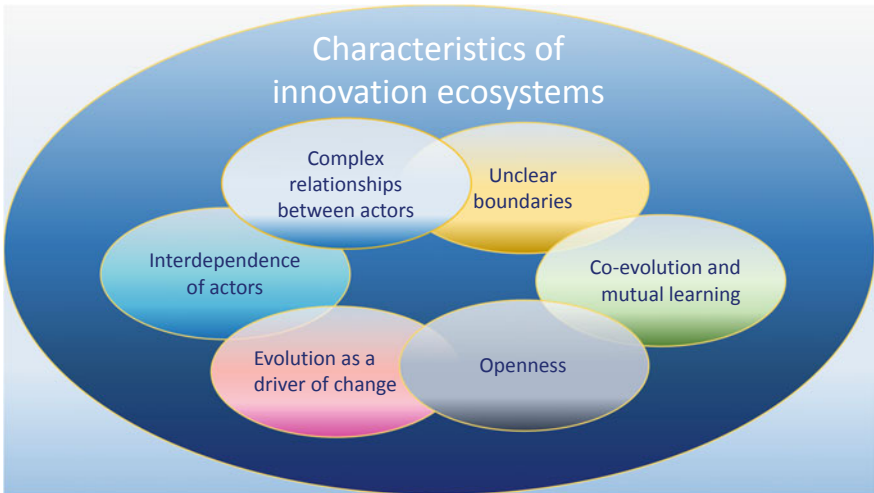 Characteristics of
innovation ecosystems
Complex
relationships
between actors
Unclear
boundaries
Interdependence
of actors
Co-evolution and
mutual learning
Evolution as a
driver of change
Openness